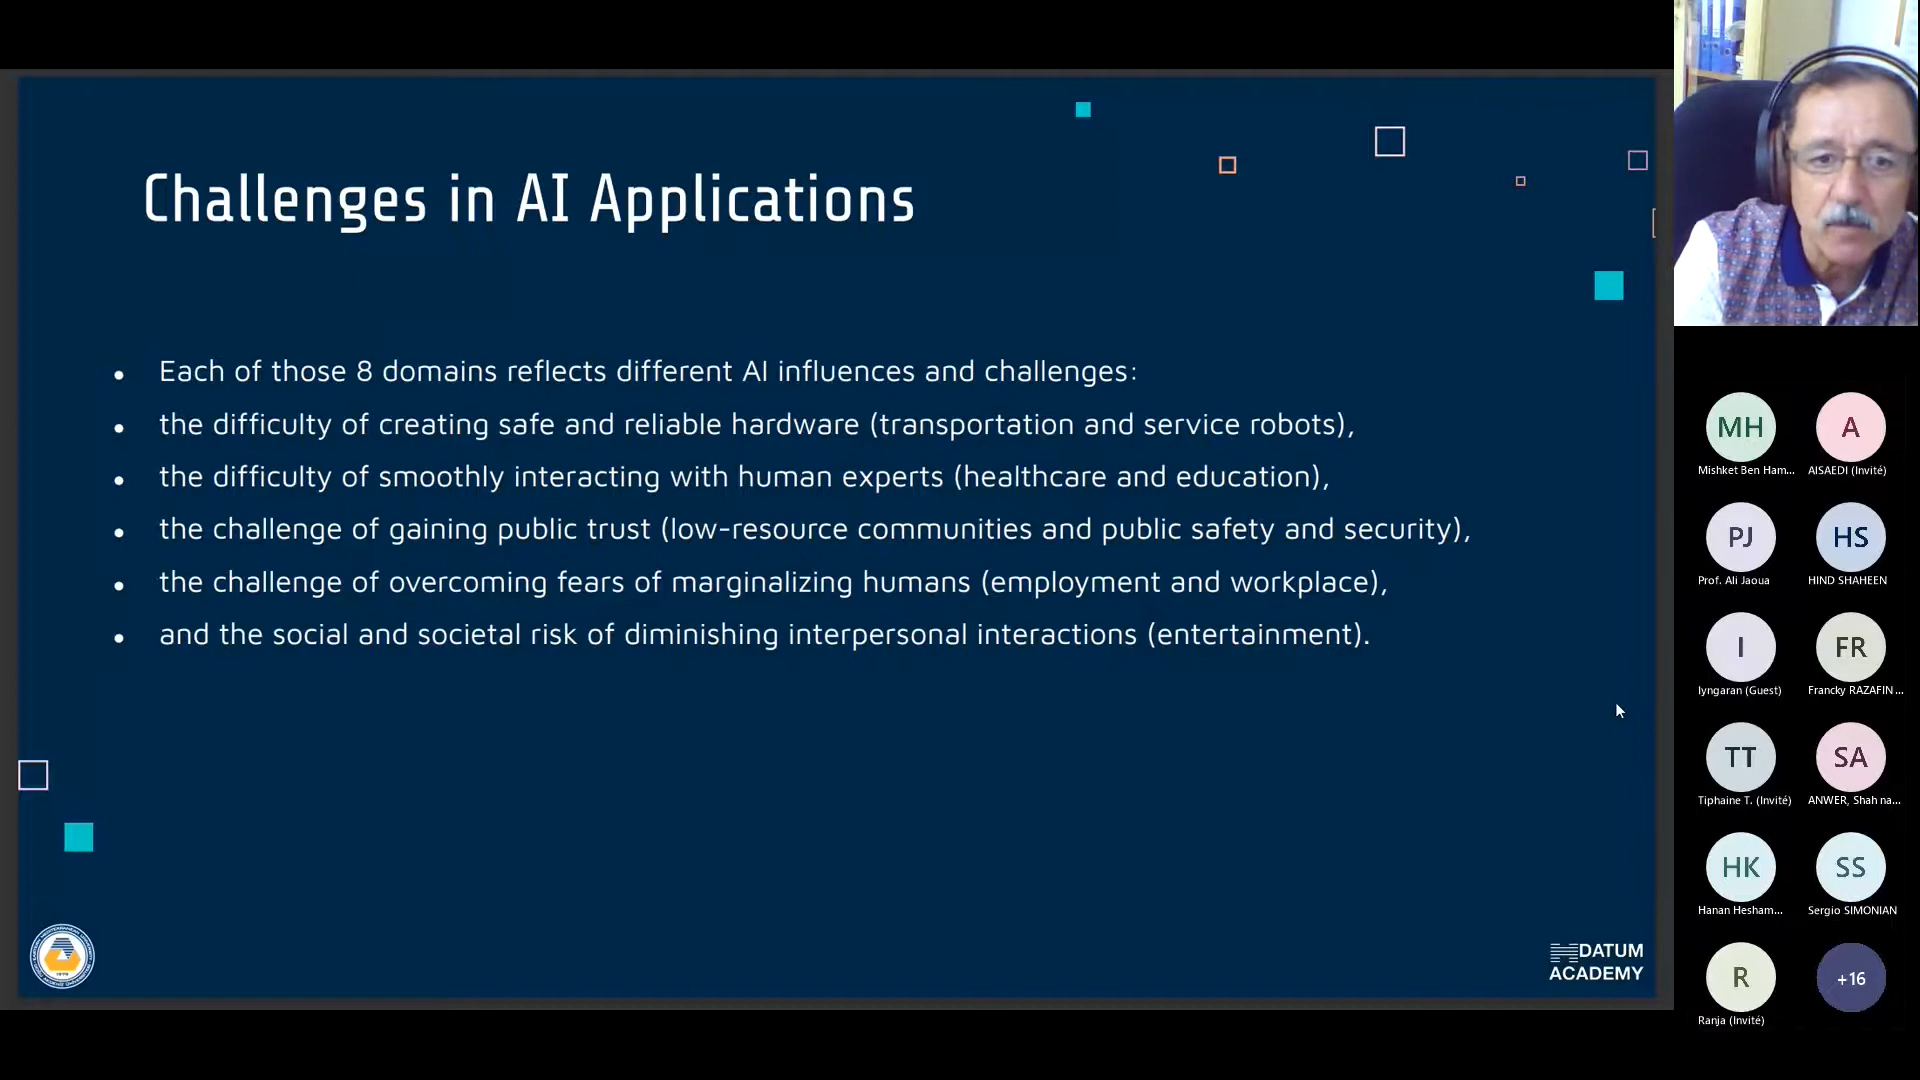 Challenges in AI Applications
Each of those 8 domains reflects different AI influences and challenges:
the difficulty of creating safe and reliable hardware (transportation and service robots),
the difficulty of smoothly interacting with human experts (healthcare and education),
the challenge of gaining public trust (low-resource communities and public safety and security),
the challenge of overcoming fears of marginalizing humans (employment and workplace),
and the social and societal risk of diminishing interpersonal interactions (entertainment).
DATUM
ACADEMY
MH
A
Mishket Ben Ham...
AISAEDI (Invité)
PJ
HS
Prof. Ali Jaoua
HIND SHAHEEN
I
FR
Iyngaran (Guest)
Francky RAZAFIN...
TT
SA
Tiphaine T. (Invité)
ANWER, Shah na...
HK
SS
Hanan Hesham...
Sergio SIMONIAN
R
+16
Ranja (Invité)